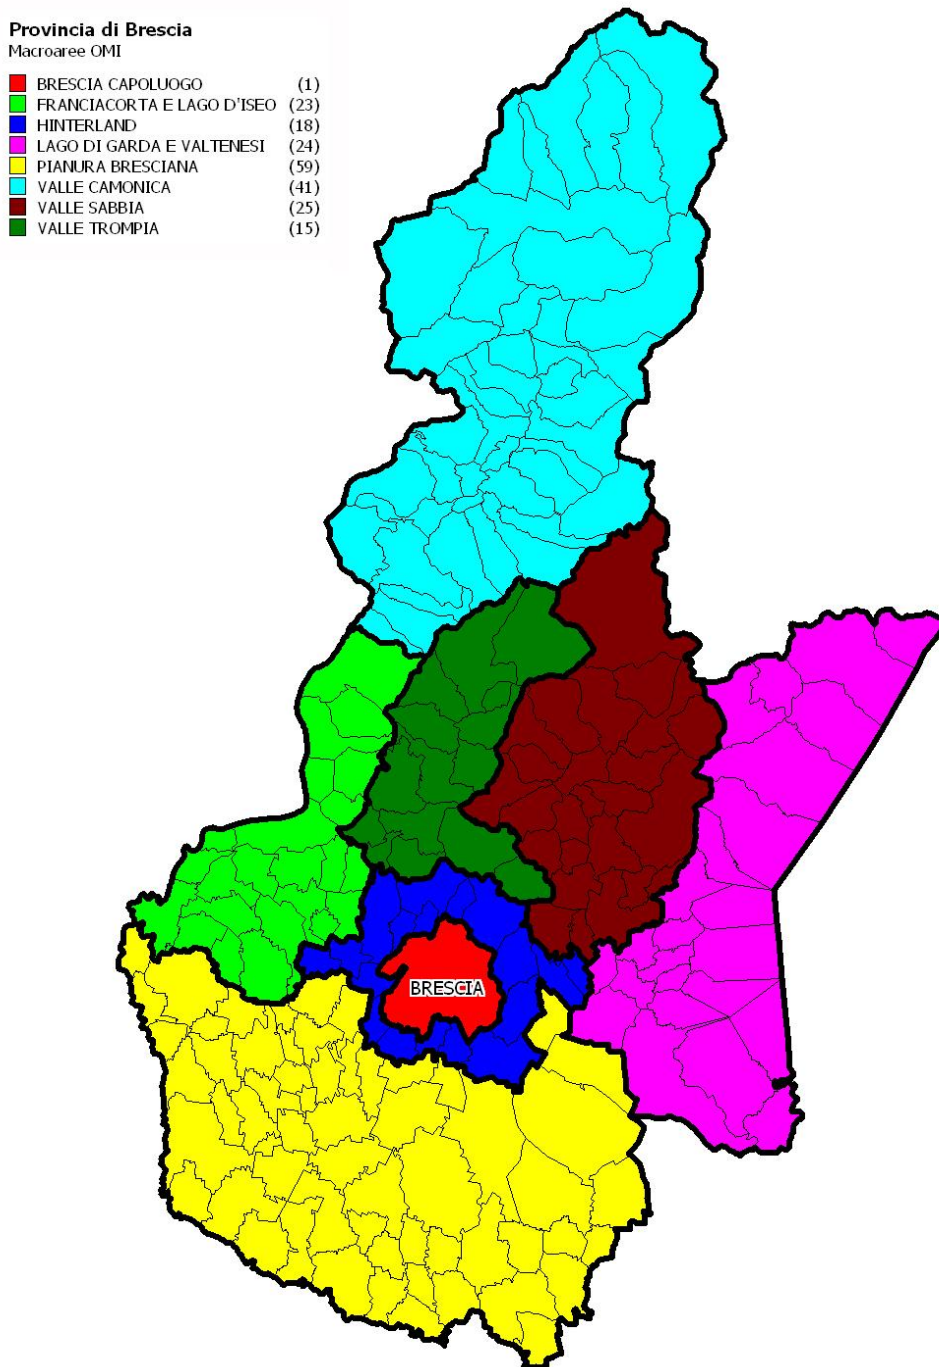 Provincia di Brescia
Macroaree OMI
BRESCIA CAPOLUOGO (1)
FRANCIACORTA E LAGO D'ISEO (23)
HINTERLAND (18)
LAGO DI GARDA E VALTENESI (24)
PIANURA BRESCIANA (59)
VALLE CAMONICA (41)
VALLE SABBIA (25)
VALLE TROMPIA (15)
BRESCIA